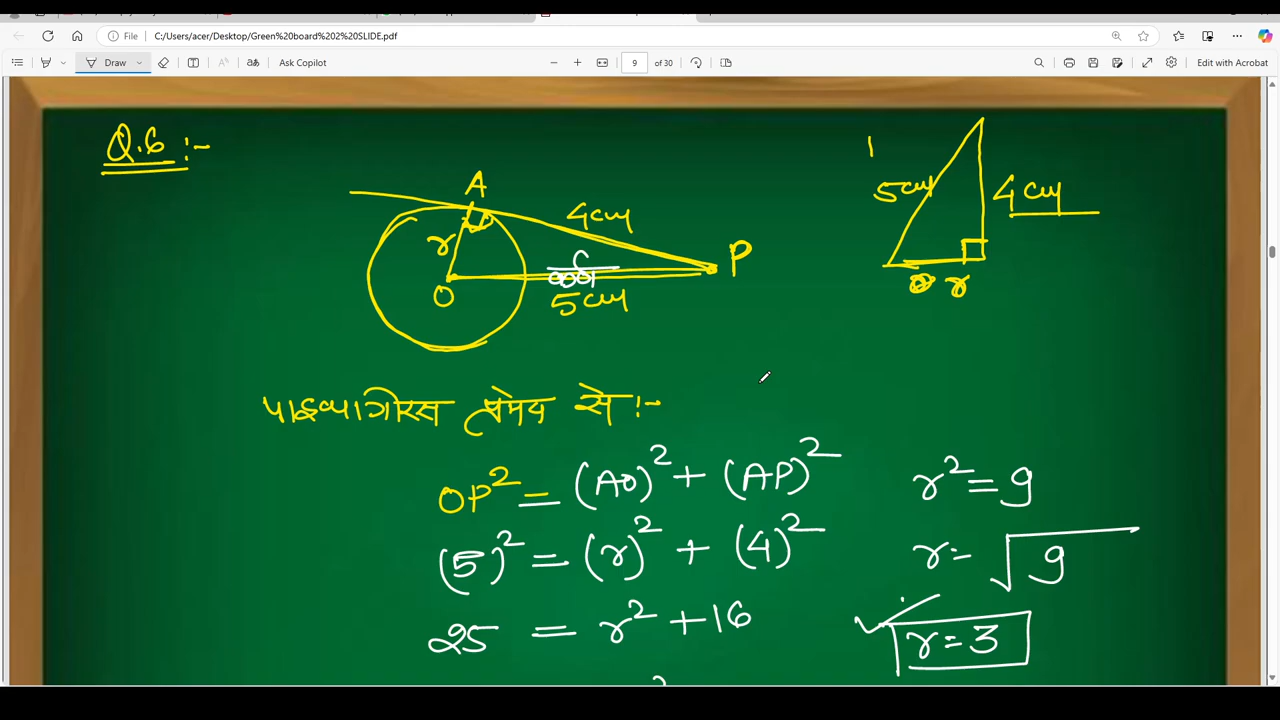 File
C:/Users/acer/Desktop/Green%20board%202%20SLIDE.pdf
Draw
Ask Copilot
9 of 30
Edit with Acrobat
Q.6 :-
A
4cm
r
P
O
5cm
5cm
4cm
r
पाइथागोरस प्रमेय से :-
OP² = (AO)² + (AP)²
(5)² = (r)² + (4)²
25 = r² + 16
r² = 9
r = √9
r = 3